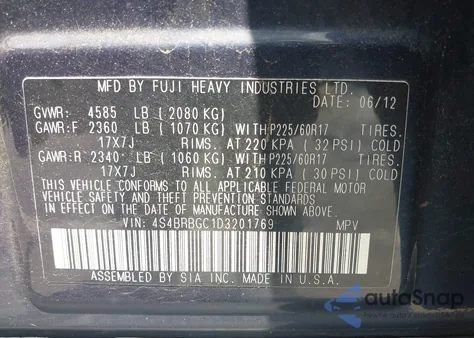 MFD BY FUJI HEAVY INDUSTRIES LTD.
DATE: 06/12
GVWR: 4585 LB ( 2080 KG)
GAWR:F 2360 LB ( 1070 KG) WITH P225/60R17 TIRES.
17X7J RIMS. AT 220 KPA ( 32 PSI) COLD
GAWR:R 2340 LB ( 1060 KG) WITH P225/60R17 TIRES.
17X7J RIMS. AT 210 KPA ( 30 PSI) COLD
THIS VEHICLE CONFORMS TO ALL APPLICABLE FEDERAL MOTOR
VEHICLE SAFETY AND BUMPER STANDARDS
IN EFFECT ON THE DATE OF MANUFACTURE SHOWN ABOVE.
VIN: 4S4BRBGC1D3201769 MPV
ASSEMBLED BY SIA INC. MADE IN U.S.A.
autoSnap